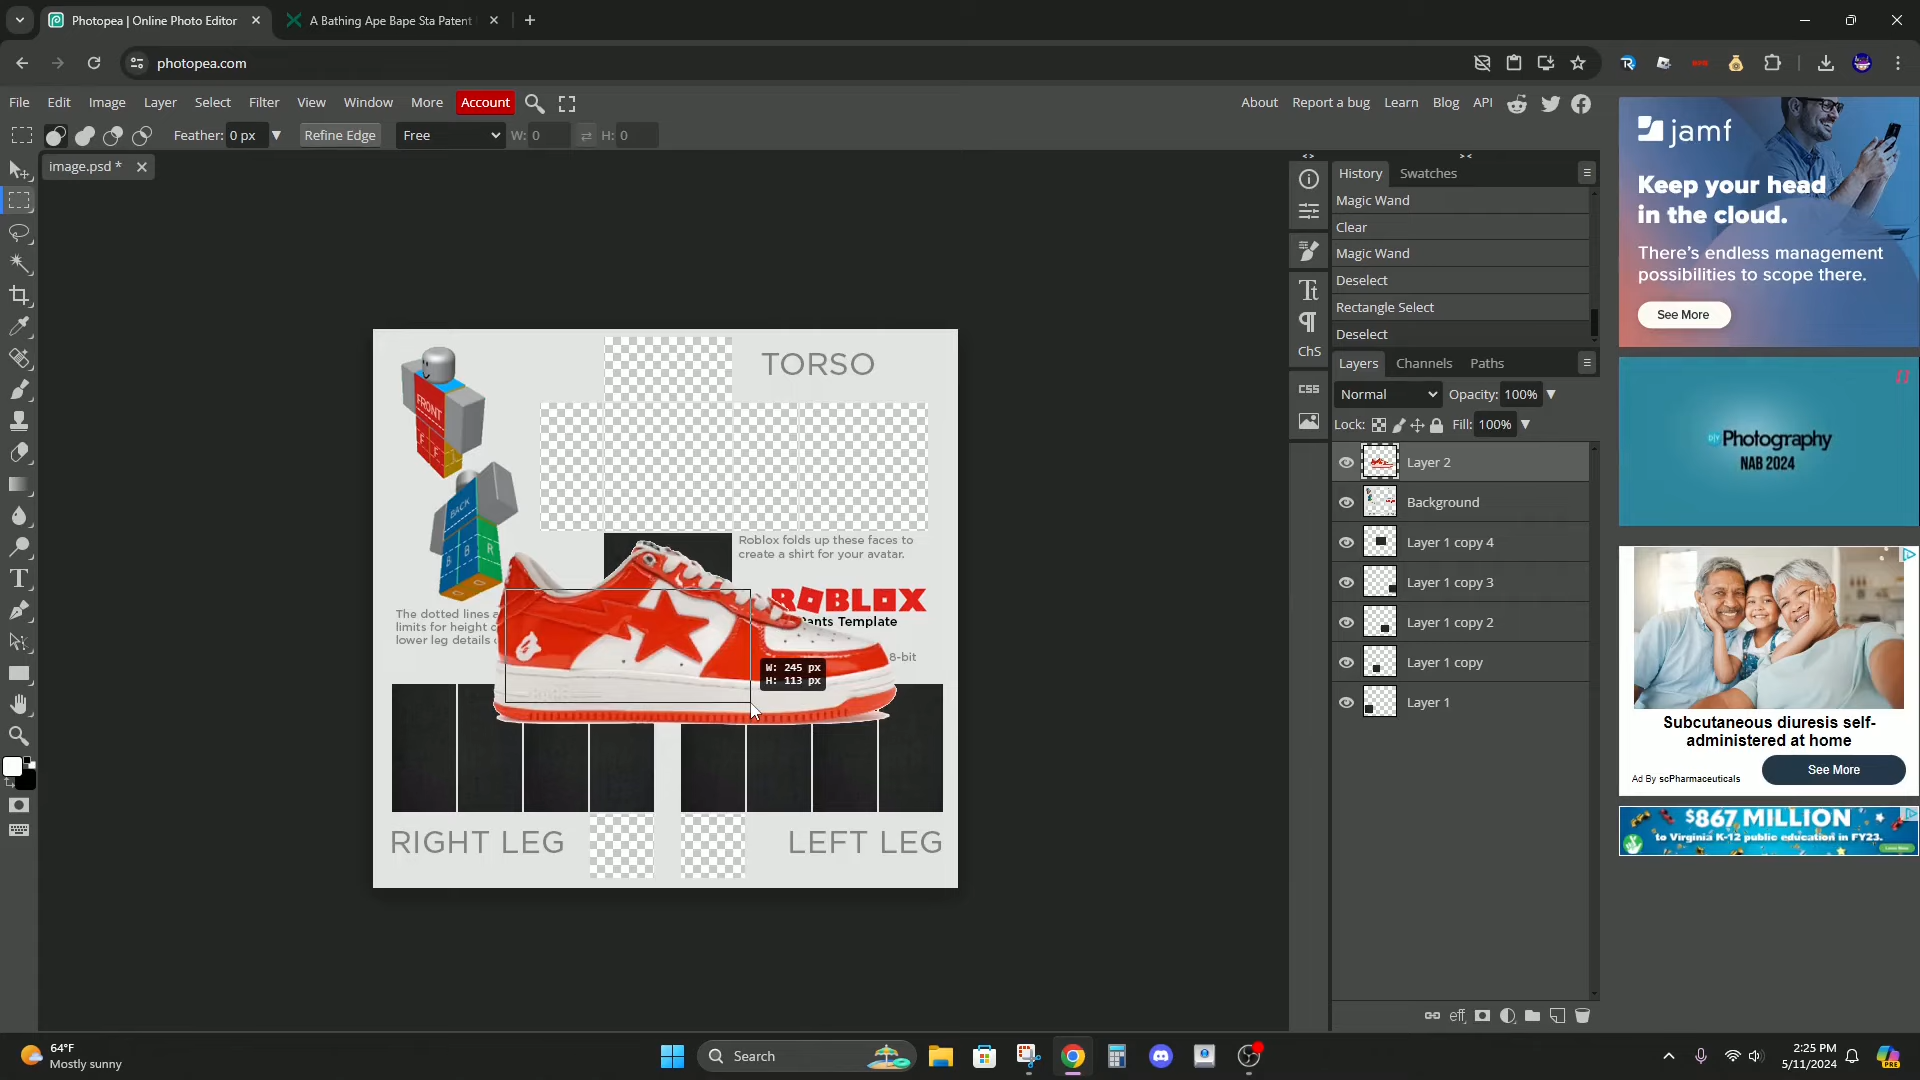 Photopea | Online Photo Editor
A Bathing Ape Bape Sta Patent
photopea.com
File Edit Image Layer Select Filter View Window More Account
About Report a bug Learn Blog API
Feather: 0 px Refine Edge Free W: 0 H: 0
image.psd *
History Swatches
Magic Wand
Clear
Magic Wand
Deselect
Rectangle Select
Deselect
ChS
CSS
Layers Channels Paths
Normal Opacity: 100%
Lock: Fill: 100%
Layer 2
Background
Layer 1 copy 4
Layer 1 copy 3
Layer 1 copy 2
Layer 1 copy
Layer 1
eff
TORSO
FRONT
F F L
BACK
B B R
Roblox folds up these faces to
create a shirt for your avatar.
ROBLOX
Pants Template
The dotted lines
limits for height
lower leg details
8-bit
W: 245 px
H: 113 px
RIGHT LEG
LEFT LEG
jamf
Keep your head
in the cloud.
There's endless management
possibilities to scope there.
See More
DIY Photography
NAB 2024
Subcutaneous diuresis self-
administered at home
Ad By scPharmaceuticals
See More
$867 MILLION
to Virginia K-12 public education in FY23.
64°F
Mostly sunny
Search
2:25 PM
5/11/2024
PRE